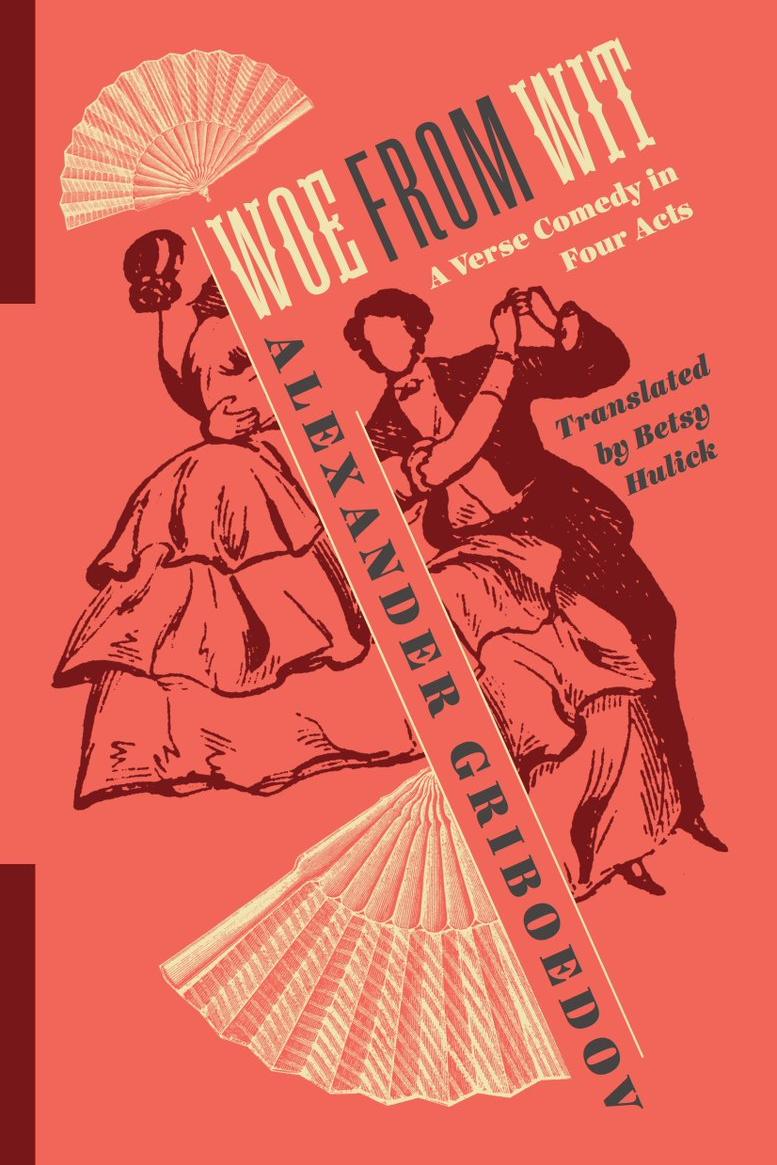 WOE FROM WIT
A Verse Comedy in
Four Acts
ALEXANDER GRIBOEDOV
Translated
by Betsy
Hulick